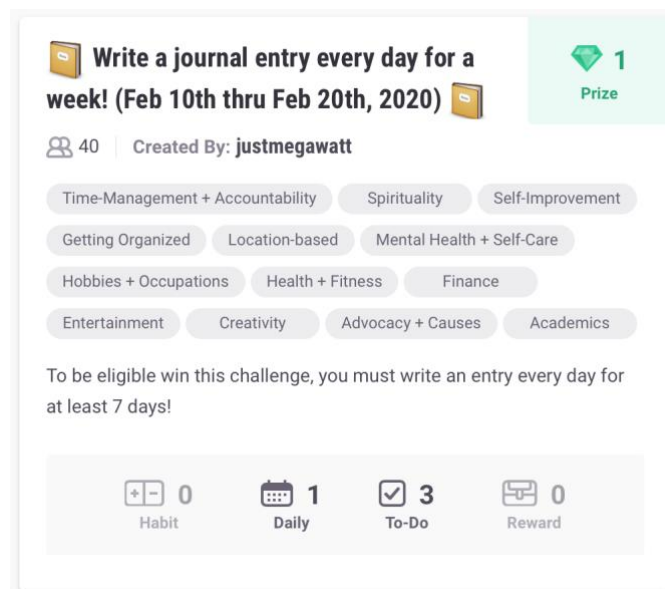 Write a journal entry every day for a
week! (Feb 10th thru Feb 20th, 2020)
1
Prize
40
Created By: justmegawatt
Time-Management + Accountability
Spirituality
Self-Improvement
Getting Organized
Location-based
Mental Health + Self-Care
Hobbies + Occupations
Health + Fitness
Finance
Entertainment
Creativity
Advocacy + Causes
Academics
To be eligible win this challenge, you must write an entry every day for
at least 7 days!
0
Habit
1
Daily
3
To-Do
0
Reward